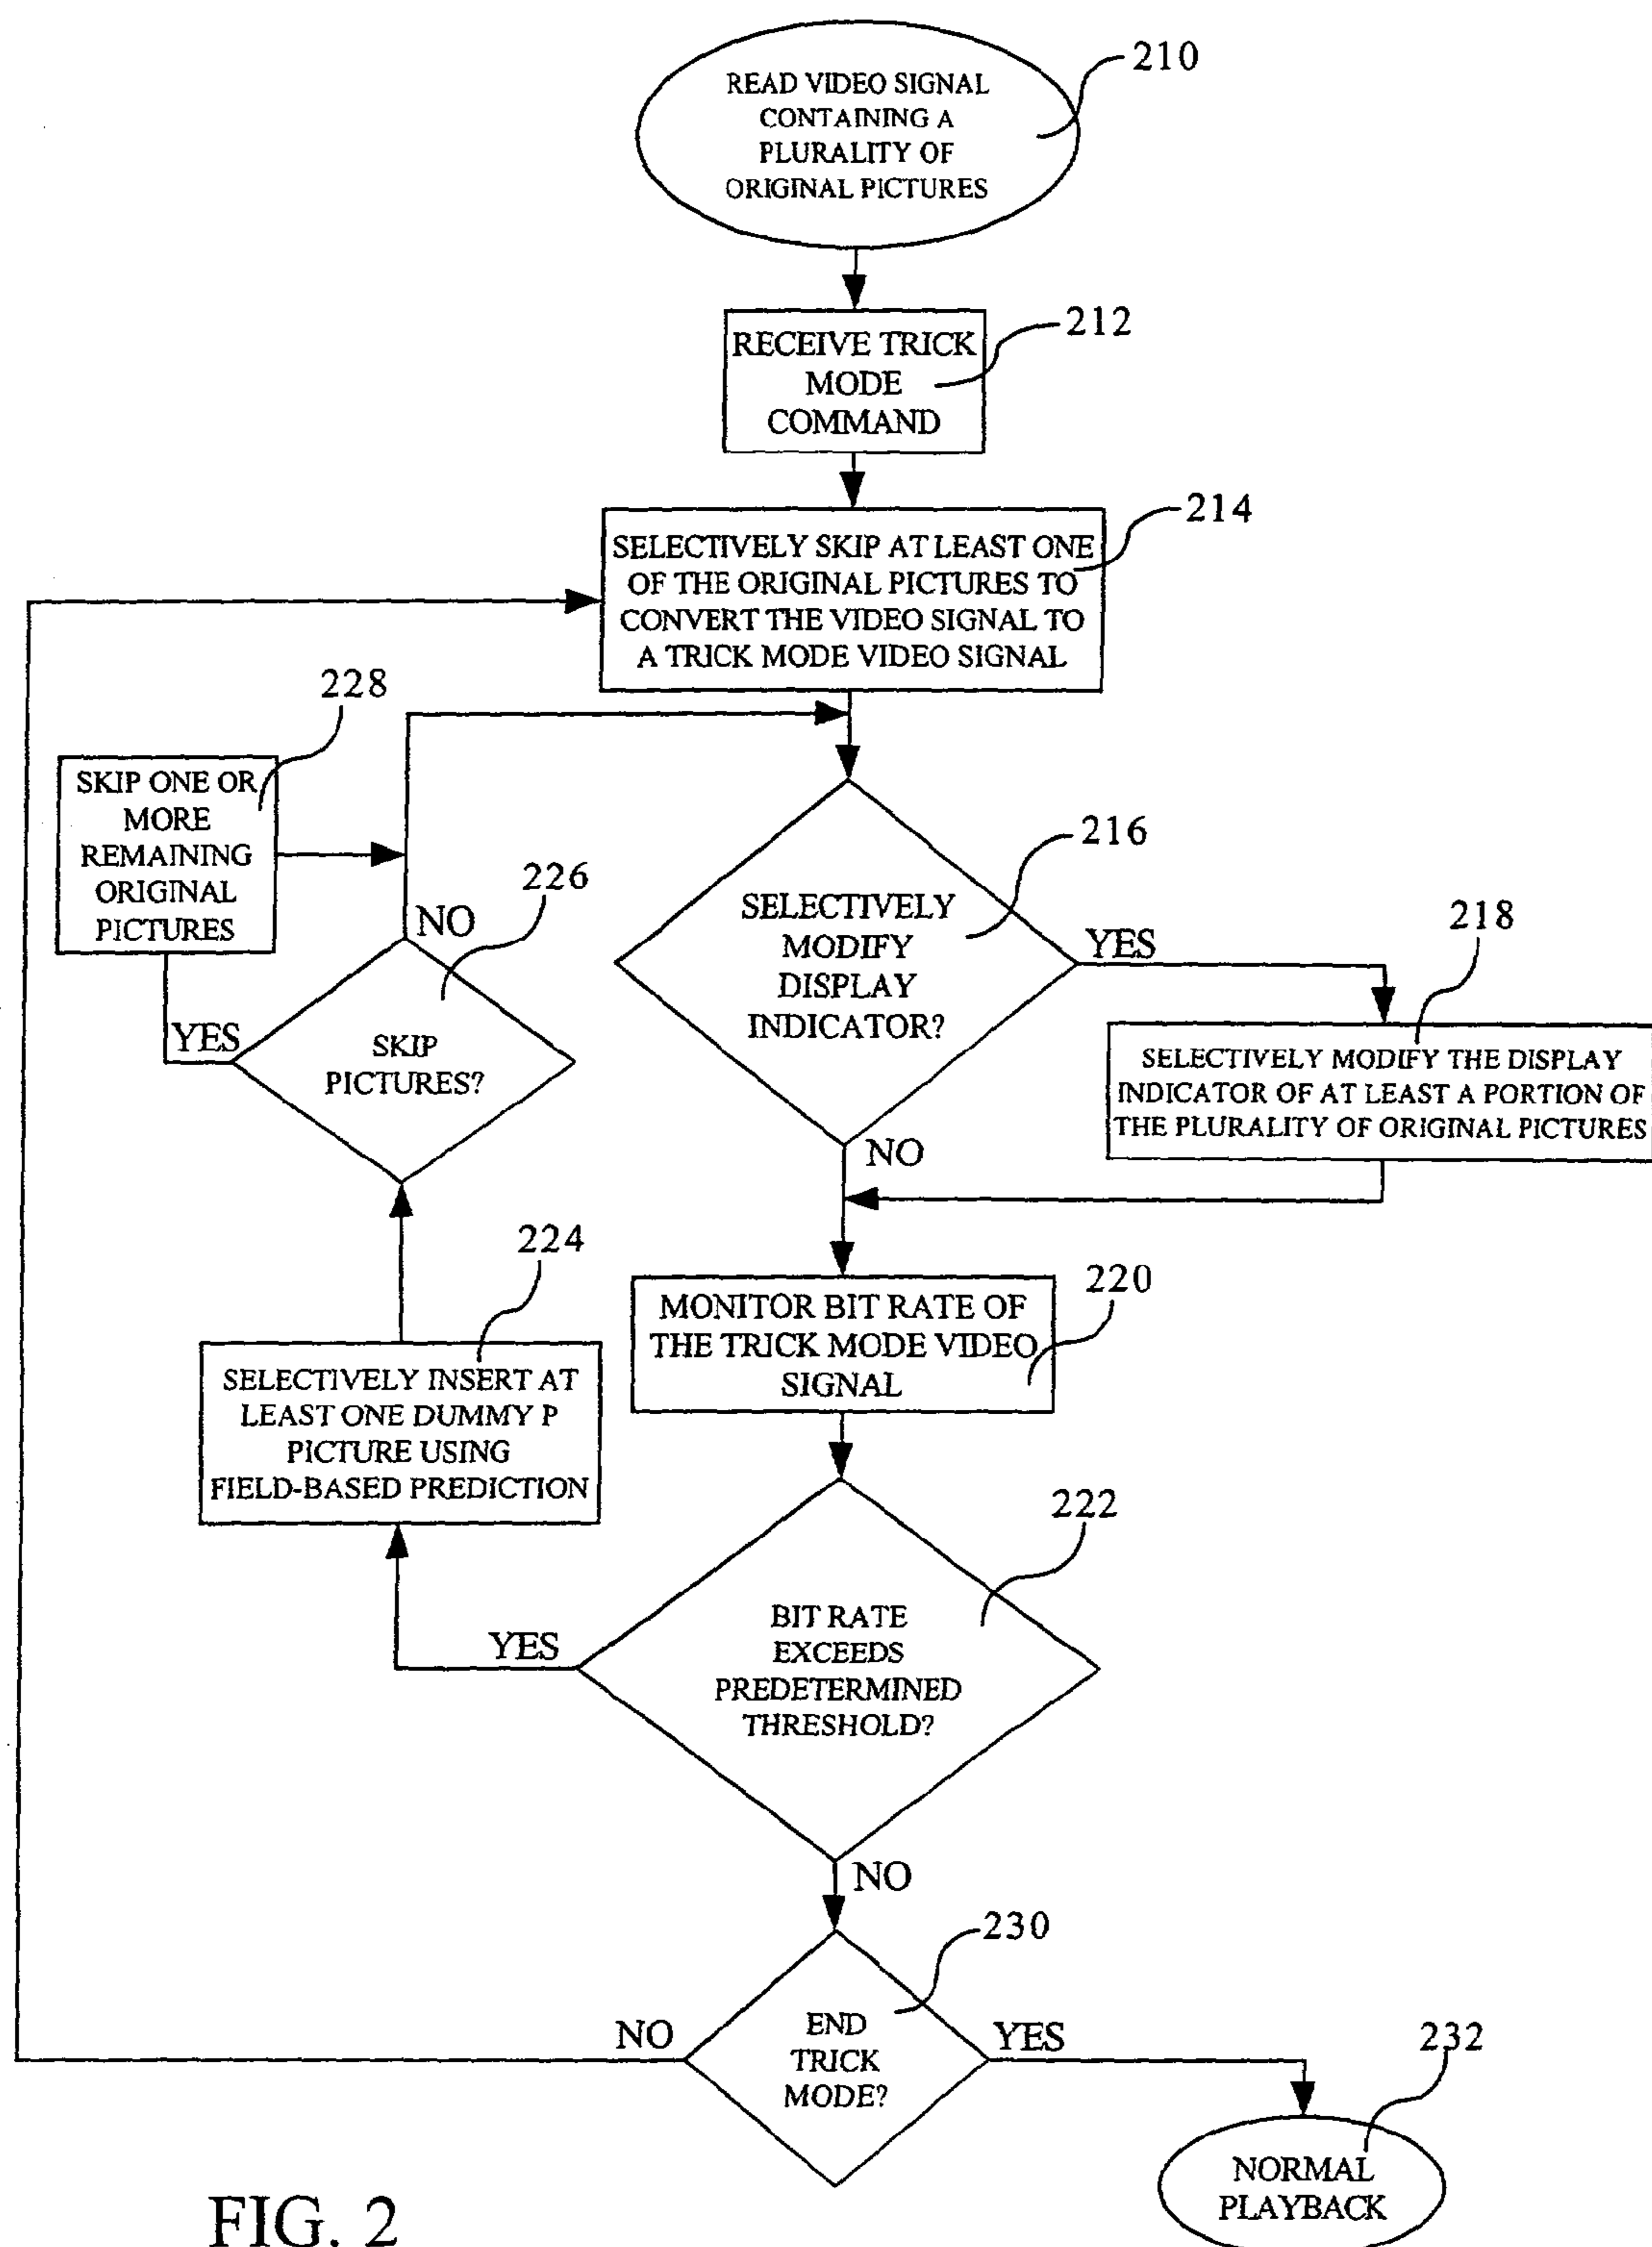 210
READ VIDEO SIGNAL
CONTAINING A
PLURALITY OF
ORIGINAL PICTURES
212
RECEIVE TRICK
MODE
COMMAND
214
SELECTIVELY SKIP AT LEAST ONE
OF THE ORIGINAL PICTURES TO
CONVERT THE VIDEO SIGNAL TO
A TRICK MODE VIDEO SIGNAL
228
SKIP ONE OR
MORE
REMAINING
ORIGINAL
PICTURES
216
SELECTIVELY
MODIFY
DISPLAY
INDICATOR?
YES
NO
218
SELECTIVELY MODIFY THE DISPLAY
INDICATOR OF AT LEAST A PORTION OF
THE PLURALITY OF ORIGINAL PICTURES
226
NO
YES
SKIP
PICTURES?
224
SELECTIVELY INSERT AT
LEAST ONE DUMMY P
PICTURE USING
FIELD-BASED PREDICTION
220
MONITOR BIT RATE OF
THE TRICK MODE VIDEO
SIGNAL
222
BIT RATE
EXCEEDS
PREDETERMINED
THRESHOLD?
YES
NO
230
END
TRICK
MODE?
NO
YES
232
NORMAL
PLAYBACK
FIG. 2